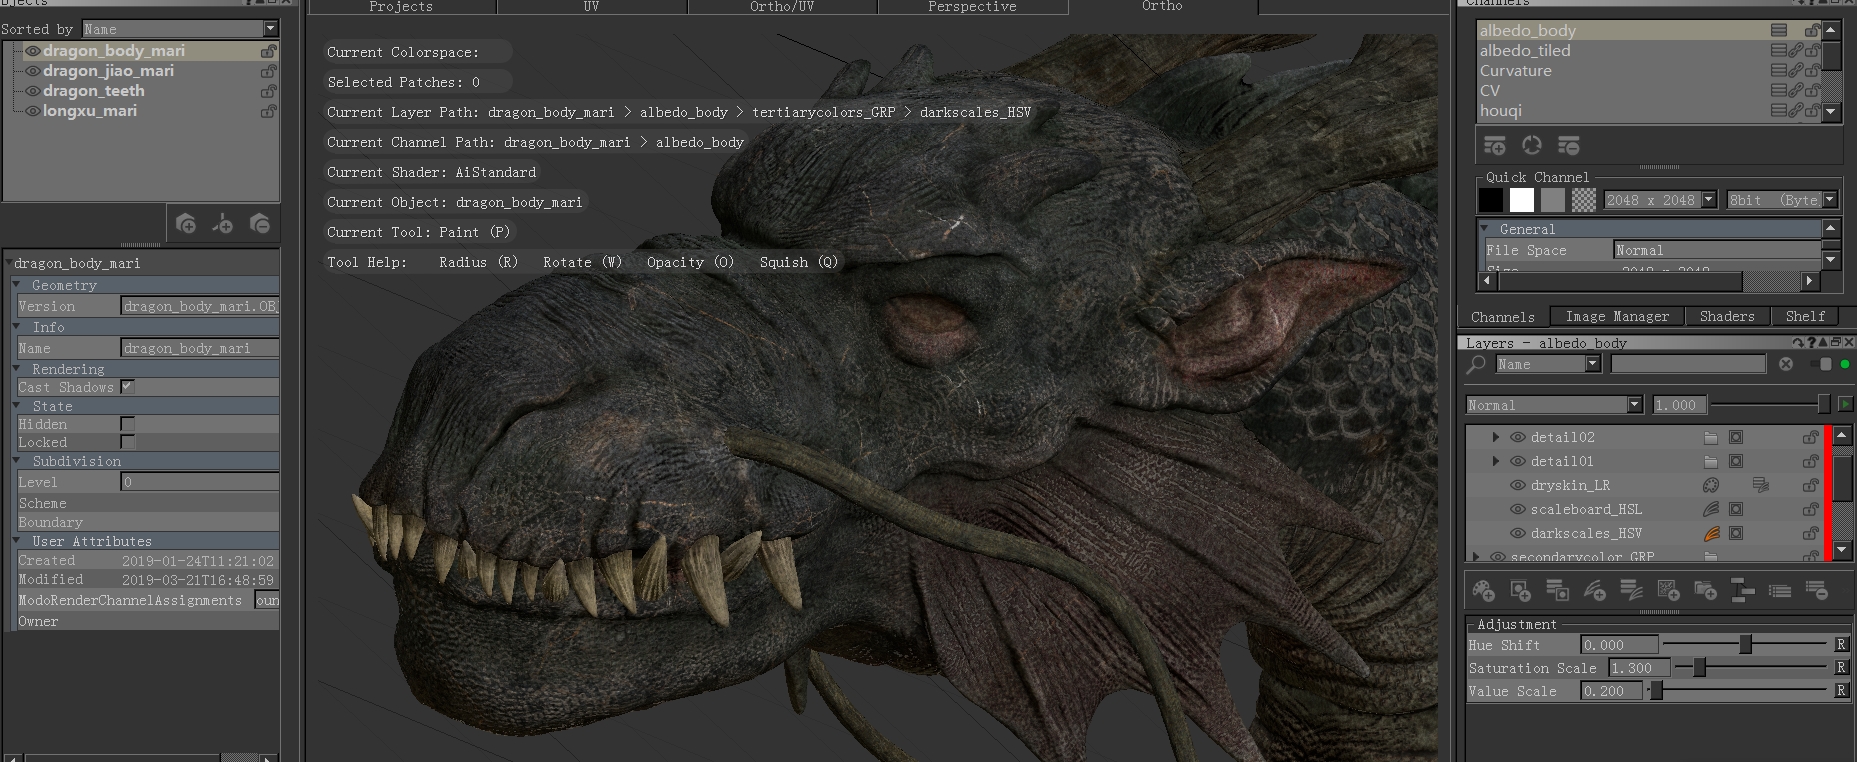 Objects
Sorted by Name
dragon_body_mari
dragon_jiao_mari
dragon_teeth
longxu_mari
dragon_body_mari
Geometry
Version dragon_body_mari.OBJ
Info
Name dragon_body_mari
Rendering
Cast Shadows
State
Hidden
Locked
Subdivision
Level 0
Scheme
Boundary
User Attributes
Created 2019-01-24T11:21:02
Modified 2019-03-21T16:48:59
ModoRenderChannelAssignments oun
Owner
Projects UV Ortho/UV Perspective Ortho
Current Colorspace:
Selected Patches: 0
Current Layer Path: dragon_body_mari > albedo_body > tertiarycolors_GRP > darkscales_HSV
Current Channel Path: dragon_body_mari > albedo_body
Current Shader: AiStandard
Current Object: dragon_body_mari
Current Tool: Paint (P)
Tool Help: Radius (R) Rotate (W) Opacity (O) Squish (Q)
Channels
albedo_body
albedo_tiled
Curvature
CV
houqi
Quick Channel
2048 x 2048 8bit (Byte
General
File Space Normal
Size 2048 x 2048
Channels Image Manager Shaders Shelf
Layers - albedo_body
Name
Normal 1.000
detail02
detail01
dryskin_LR
scaleboard_HSL
darkscales_HSV
secondarycolor_GRP
Adjustment
Hue Shift 0.000 R
Saturation Scale 1.300 R
Value Scale 0.200 R